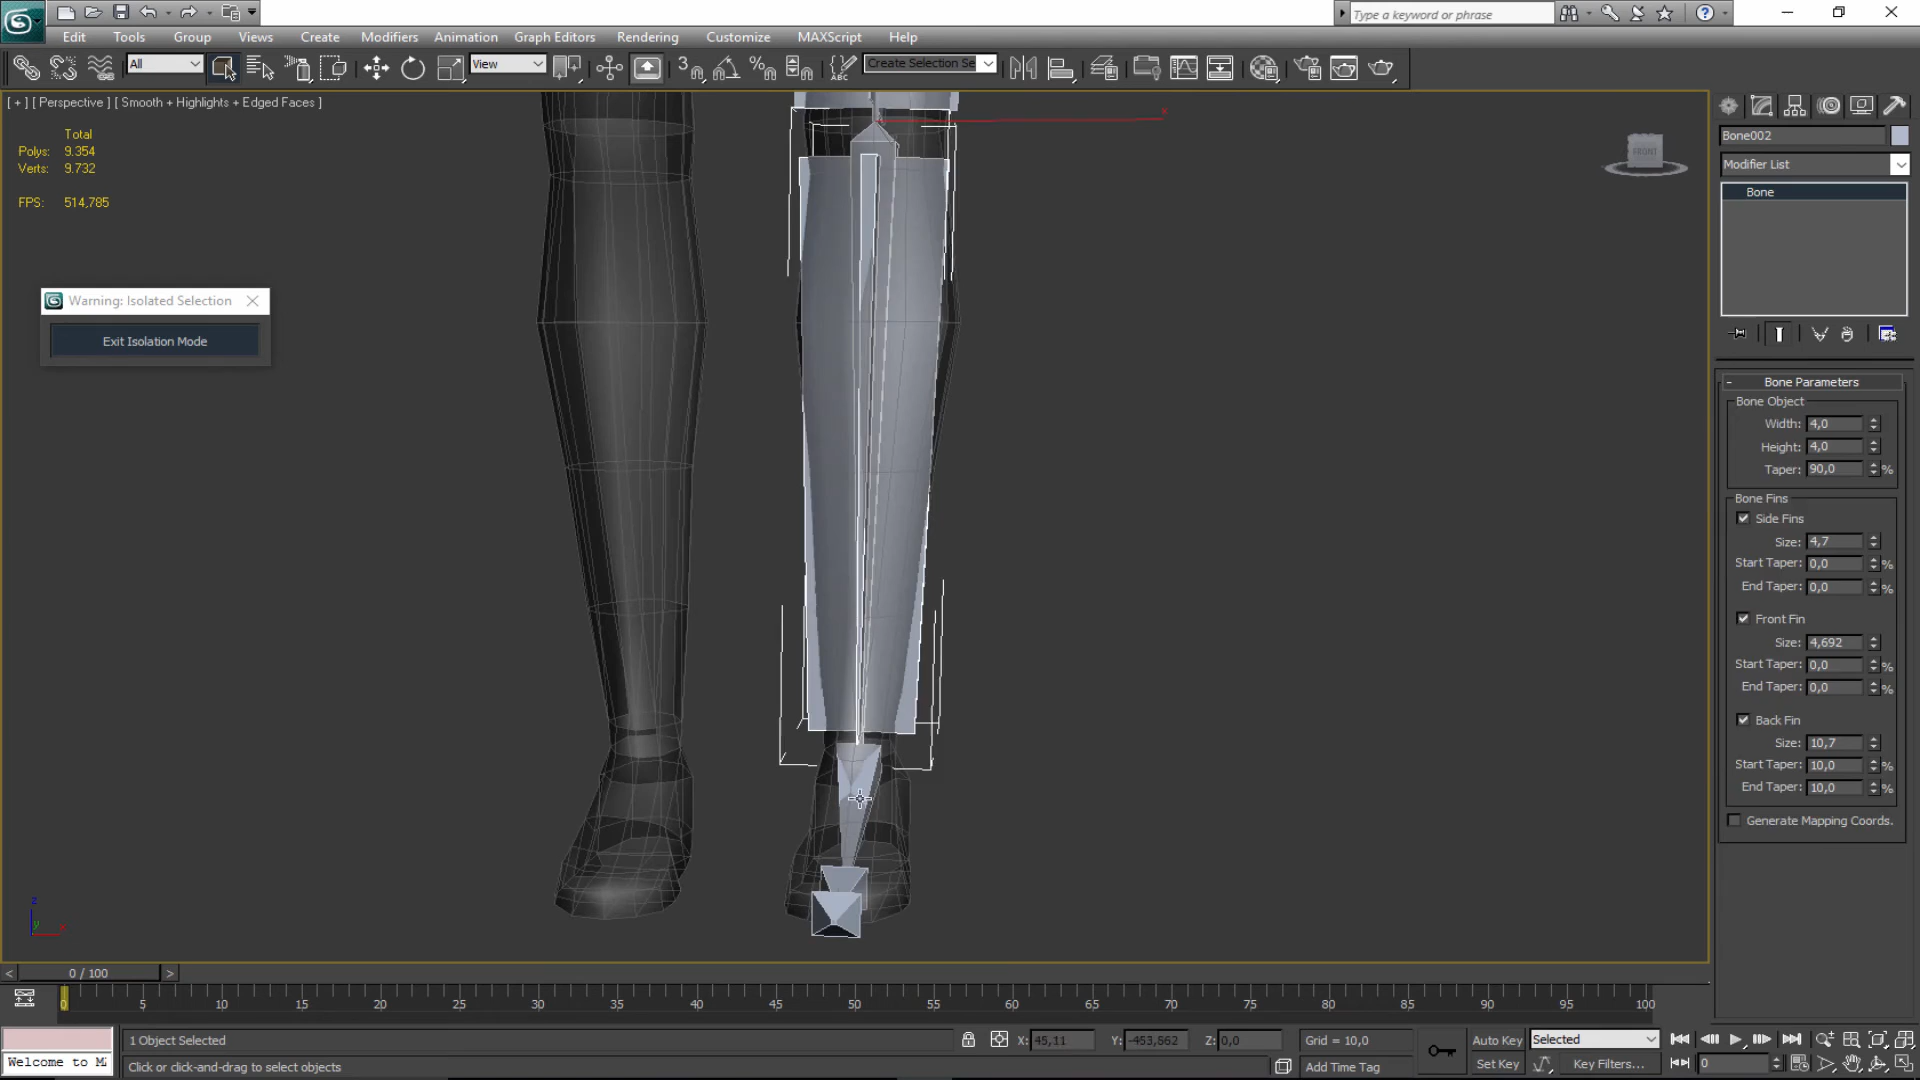 Type a keyword or phrase
Edit Tools Group Views Create Modifiers Animation Graph Editors Rendering Customize MAXScript Help
All View 3 Create Selection Se
[ + ] [ Perspective ] [ Smooth + Highlights + Edged Faces ]
Total
Polys: 9.354
Verts: 9.732
FPS: 514,785
Warning: Isolated Selection
Exit Isolation Mode
x
FRONT
z
y
x
Bone002
Modifier List
Bone
- Bone Parameters
Bone Object
Width: 4,0
Height: 4,0
Taper: 90,0 %
Bone Fins
Side Fins
Size: 4,7
Start Taper: 0,0 %
End Taper: 0,0 %
Front Fin
Size: 4,692
Start Taper: 0,0 %
End Taper: 0,0 %
Back Fin
Size: 10,7
Start Taper: 10,0 %
End Taper: 10,0 %
Generate Mapping Coords.
< 0 / 100 >
0 5 10 15 20 25 30 35 40 45 50 55 60 65 70 75 80 85 90 95 100
1 Object Selected X: 45,11 Y: -453,862 Z: 0,0 Grid = 10,0 Auto Key Selected
Welcome to M Click or click-and-drag to select objects Add Time Tag Set Key Key Filters... 0